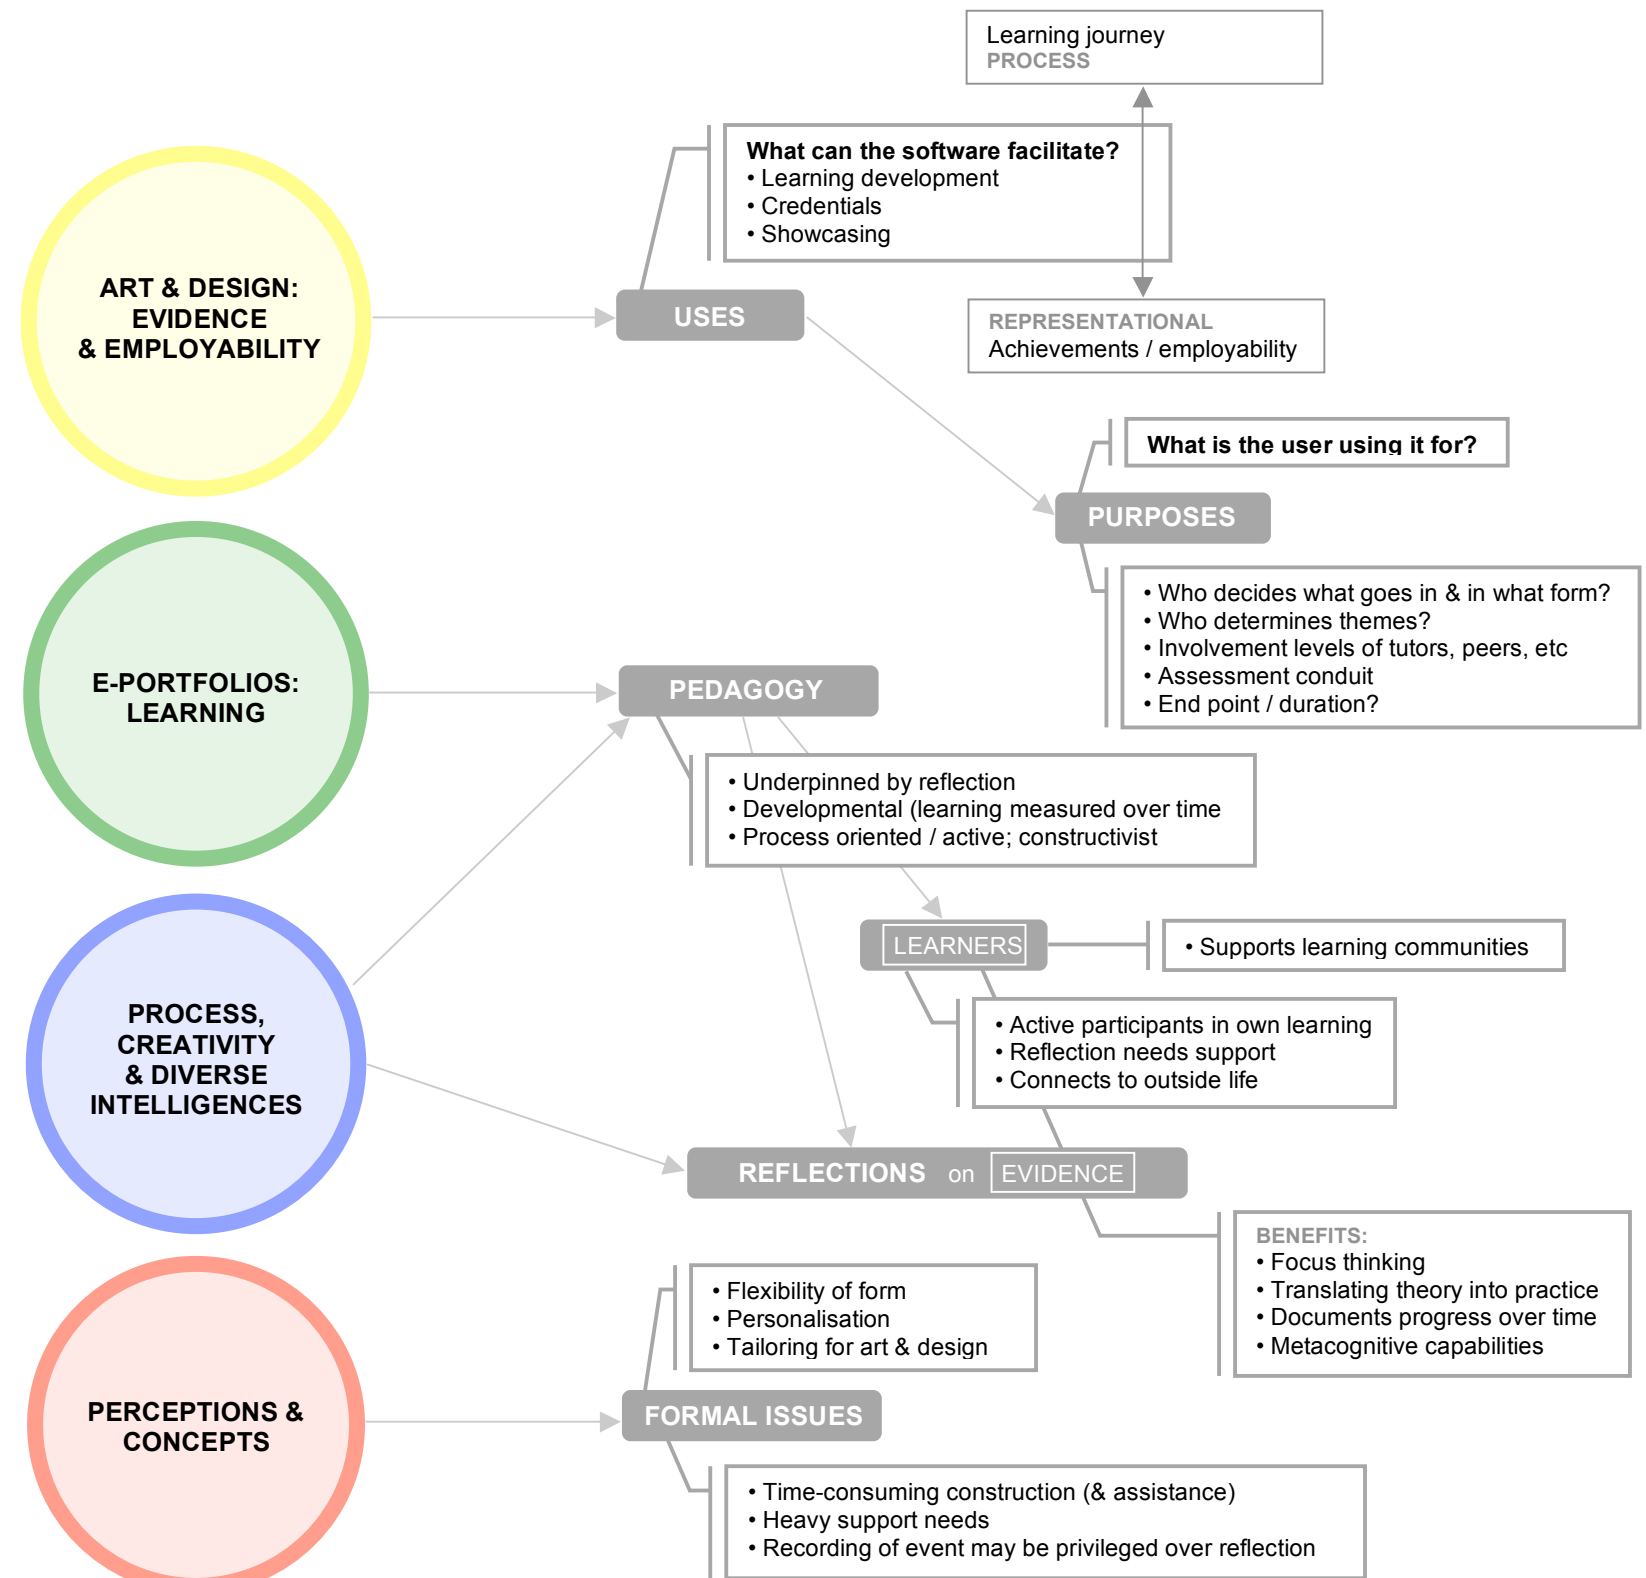 Learning journey
PROCESS
What can the software facilitate?
• Learning development
• Credentials
• Showcasing
ART & DESIGN:
EVIDENCE
& EMPLOYABILITY
USES
REPRESENTATIONAL
Achievements / employability
What is the user using it for?
PURPOSES
• Who decides what goes in & in what form?
• Who determines themes?
• Involvement levels of tutors, peers, etc
• Assessment conduit
• End point / duration?
E-PORTFOLIOS:
LEARNING
PEDAGOGY
• Underpinned by reflection
• Developmental (learning measured over time
• Process oriented / active; constructivist
LEARNERS
• Supports learning communities
• Active participants in own learning
• Reflection needs support
• Connects to outside life
PROCESS,
CREATIVITY
& DIVERSE
INTELLIGENCES
REFLECTIONS on EVIDENCE
BENEFITS:
• Focus thinking
• Translating theory into practice
• Documents progress over time
• Metacognitive capabilities
• Flexibility of form
• Personalisation
• Tailoring for art & design
PERCEPTIONS &
CONCEPTS
FORMAL ISSUES
• Time-consuming construction (& assistance)
• Heavy support needs
• Recording of event may be privileged over reflection